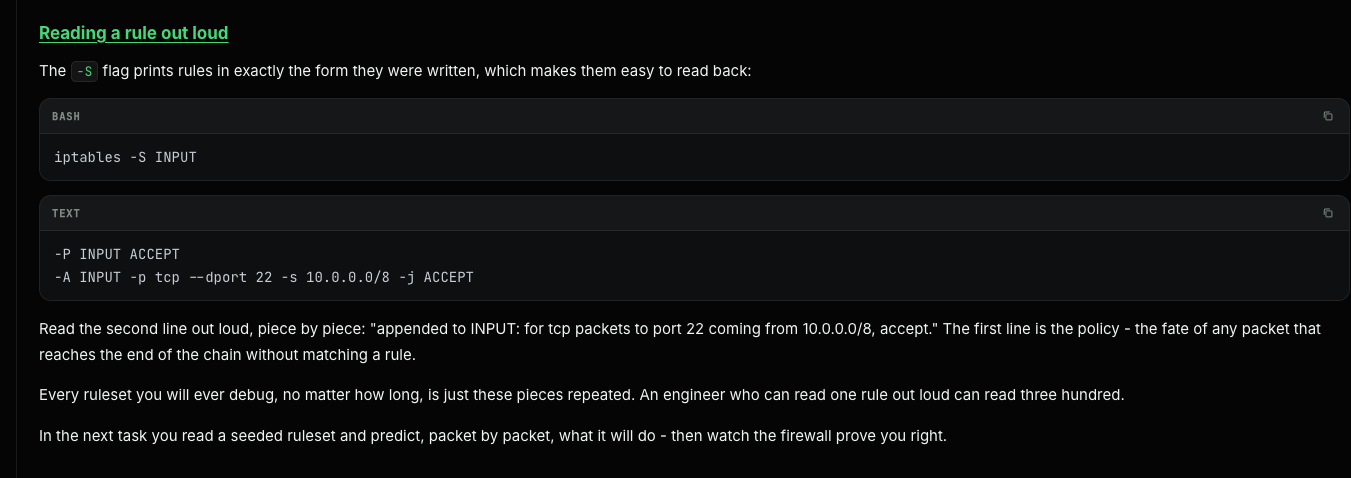 Reading a rule out loud
The -S flag prints rules in exactly the form they were written, which makes them easy to read back:
BASH
iptables -S INPUT
TEXT
-P INPUT ACCEPT
-A INPUT -p tcp --dport 22 -s 10.0.0.0/8 -j ACCEPT
Read the second line out loud, piece by piece: "appended to INPUT: for tcp packets to port 22 coming from 10.0.0.0/8, accept." The first line is the policy - the fate of any packet that
reaches the end of the chain without matching a rule.
Every ruleset you will ever debug, no matter how long, is just these pieces repeated. An engineer who can read one rule out loud can read three hundred.
In the next task you read a seeded ruleset and predict, packet by packet, what it will do - then watch the firewall prove you right.